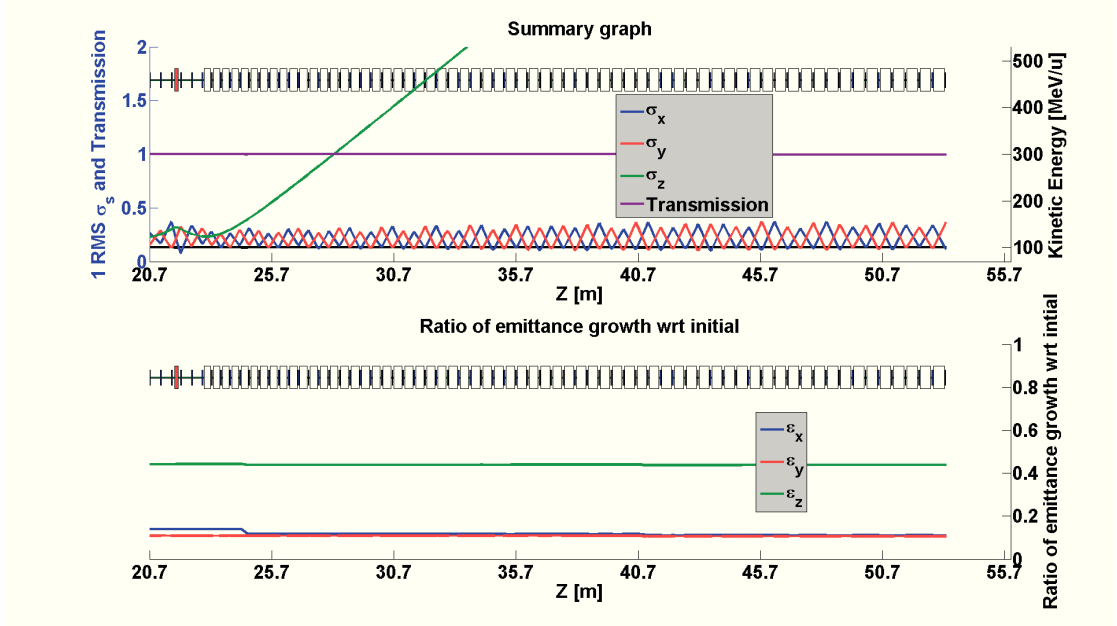 Summary graph
1 RMS σs and Transmission
2
1.5
1
0.5
0
500
400
300
200
100
Kinetic Energy [MeV/u]
σx
σy
σz
Transmission
20.7 25.7 30.7 35.7 40.7 45.7 50.7 55.7
Z [m]
Ratio of emittance growth wrt initial
1
0.8
0.6
0.4
0.2
0
Ratio of emittance growth wrt intial
εx
εy
εz
20.7 25.7 30.7 35.7 40.7 45.7 50.7 55.7
Z [m]